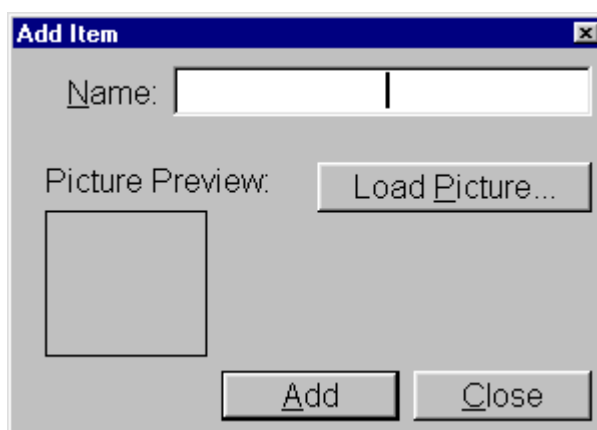 Add Item
Name:
Picture Preview:
Load Picture...
Add
Close